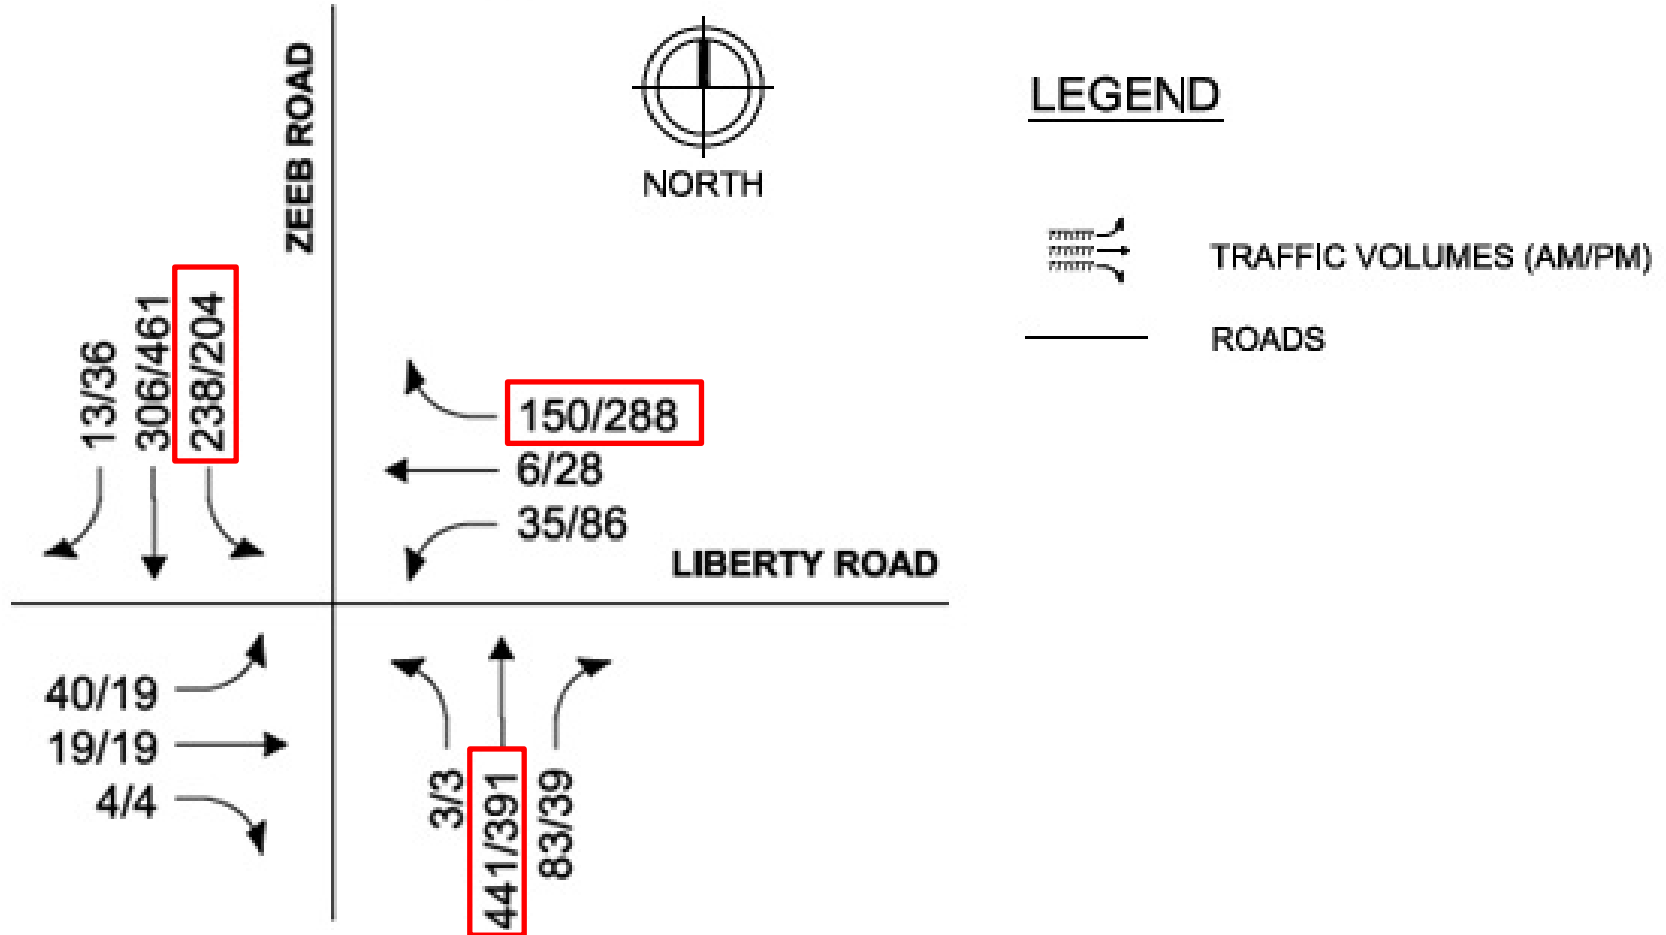 ZEEB ROAD
NORTH
LEGEND
TRAFFIC VOLUMES (AM/PM)
ROADS
13/36
306/461
238/204
150/288
6/28
35/86
LIBERTY ROAD
40/19
19/19
4/4
3/3
441/391
83/39